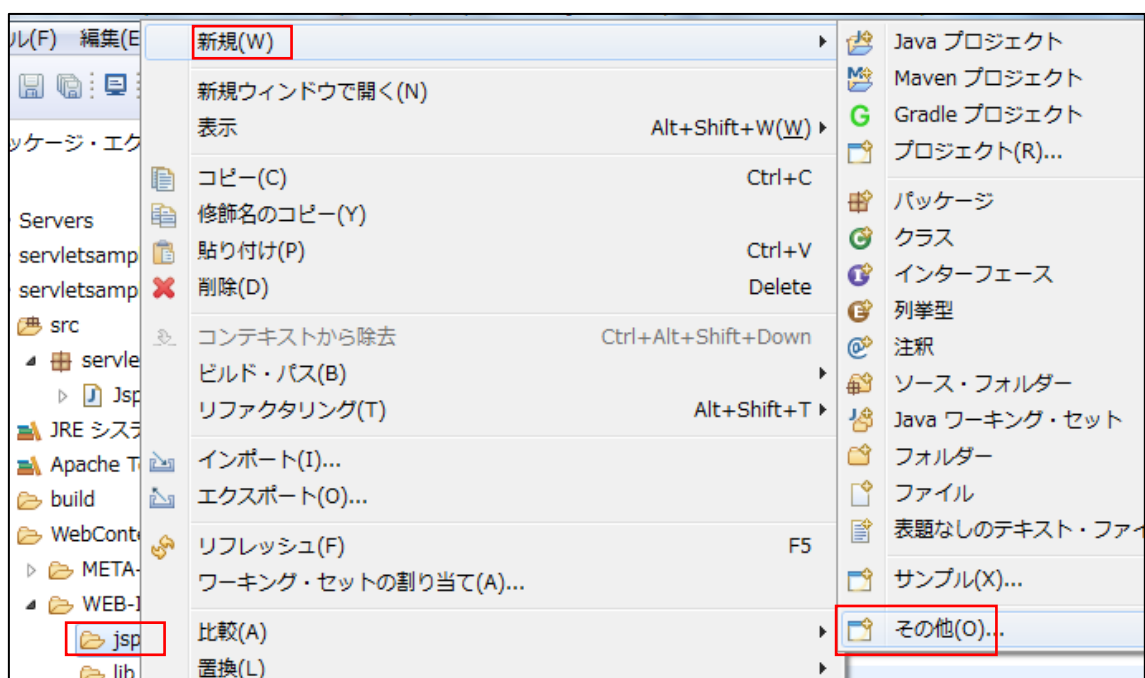 ル(F) 編集(E
ッケージ・エク
Servers
servletsamp
servletsamp
src
servle
Jsp
JRE システ
Apache T
build
WebConte
META-
WEB-I
jsp
lib
新規(W)
新規ウィンドウで開く(N)
表示 Alt+Shift+W(W)
コピー(C) Ctrl+C
修飾名のコピー(Y)
貼り付け(P) Ctrl+V
削除(D) Delete
コンテキストから除去 Ctrl+Alt+Shift+Down
ビルド・パス(B)
リファクタリング(T) Alt+Shift+T
インポート(I)...
エクスポート(O)...
リフレッシュ(F) F5
ワーキング・セットの割り当て(A)...
比較(A)
置換(L)
Java プロジェクト
Maven プロジェクト
Gradle プロジェクト
プロジェクト(R)...
パッケージ
クラス
インターフェース
列挙型
注釈
ソース・フォルダー
Java ワーキング・セット
フォルダー
ファイル
表題なしのテキスト・ファイ
サンプル(X)...
その他(O)...